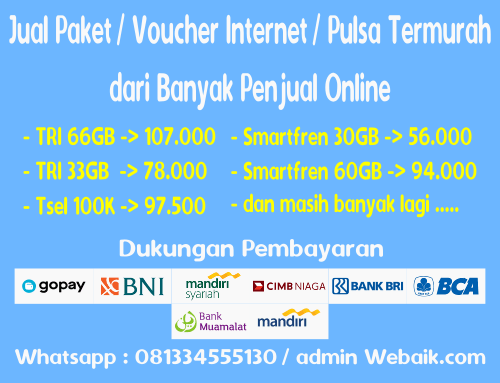 Jual Paket / Voucher Internet / Pulsa Termurah
dari Banyak Penjual Online
- TRI 66GB -> 107.000 - Smartfren 30GB -> 56.000
- TRI 33GB -> 78.000 - Smartfren 60GB -> 94.000
- Tsel 100K -> 97.500 - dan masih banyak lagi .....
Dukungan Pembayaran
gopay BNI mandiri syariah CIMB NIAGA BANK BRI BCA
Bank Muamalat mandiri
Whatsapp : 081334555130 / admin Webaik.com